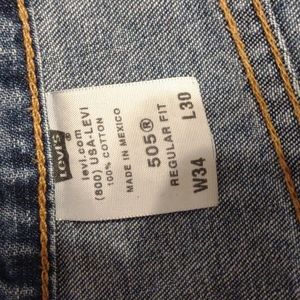 Levi's®
levi.com
(800) USA-LEVI
100% COTTON
MADE IN MEXICO
505®
REGULAR FIT
W34 L30